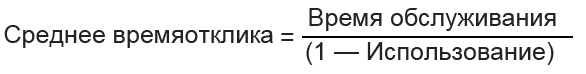 Среднее времяотклика = Время обслуживания
(1 — Использование)